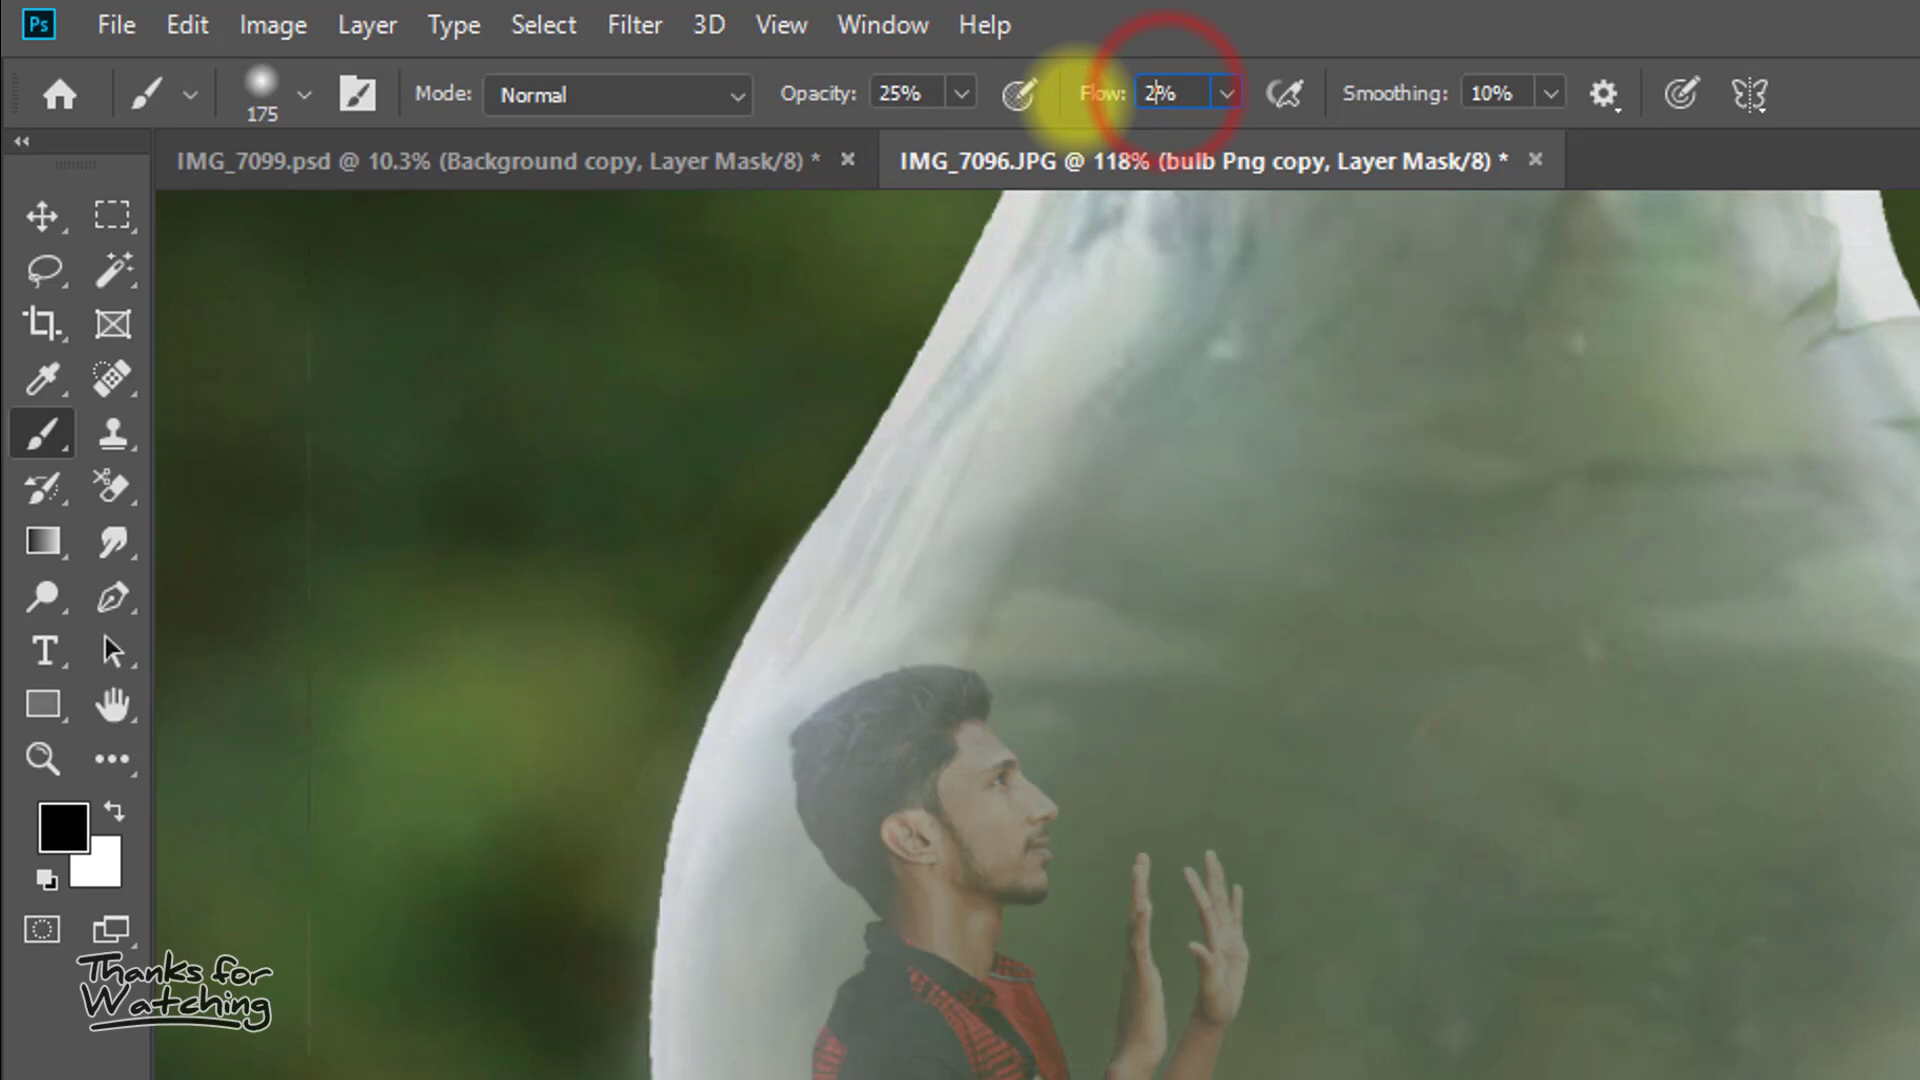 Ps File Edit Image Layer Type Select Filter 3D View Window Help
175 Mode: Normal Opacity: 25% Flow: 2% Smoothing: 10%
IMG_7099.psd @ 10.3% (Background copy, Layer Mask/8) * × IMG_7096.JPG @ 118% (bulb Png copy, Layer Mask/8) * ×
Thanks for
Watching